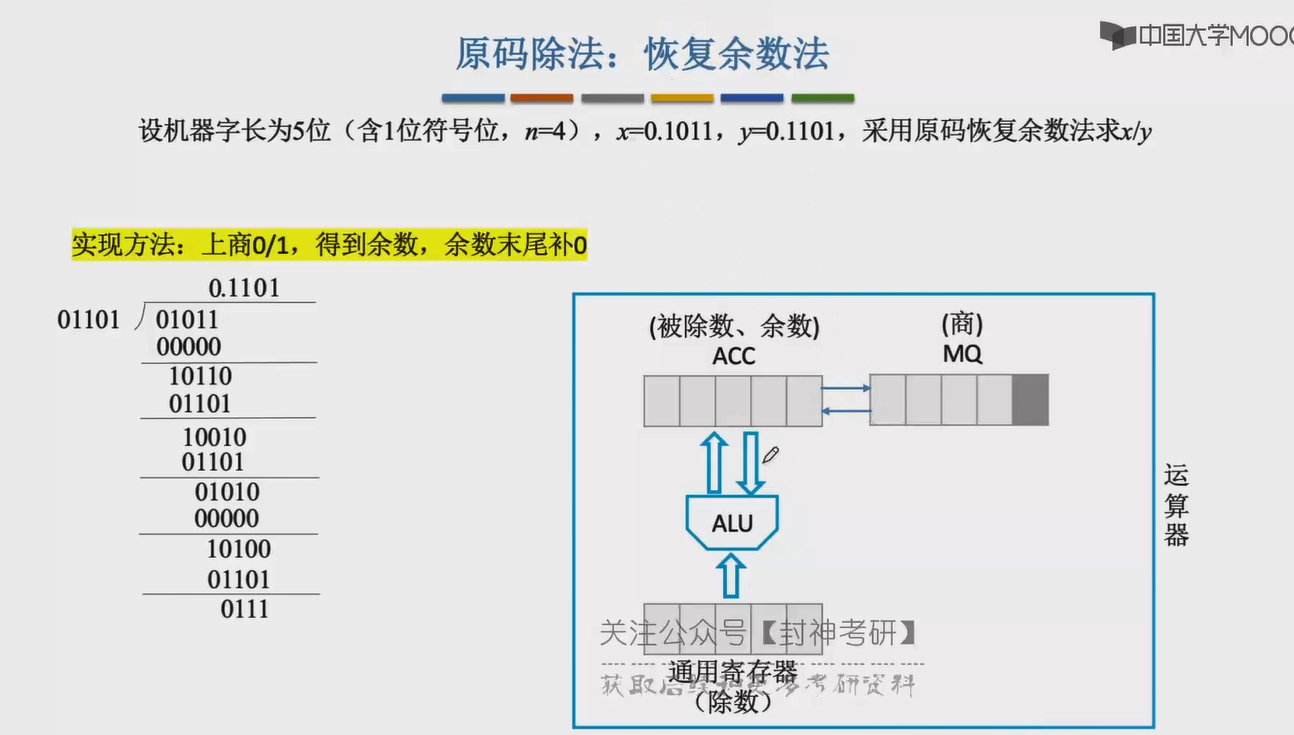 中国大学MOOC
原码除法：恢复余数法
设机器字长为5位（含1位符号位，n=4），x=0.1011，y=0.1101，采用原码恢复余数法求x/y
实现方法：上商0/1，得到余数，余数末尾补0
0.1101
01101 01011
00000
10110
01101
10010
01101
01010
00000
10100
01101
0111
(被除数、余数)
ACC
(商)
MQ
ALU
运算器
关注公众号【封神考研】
通用寄存器
获取后续和更多考研资料
（除数）